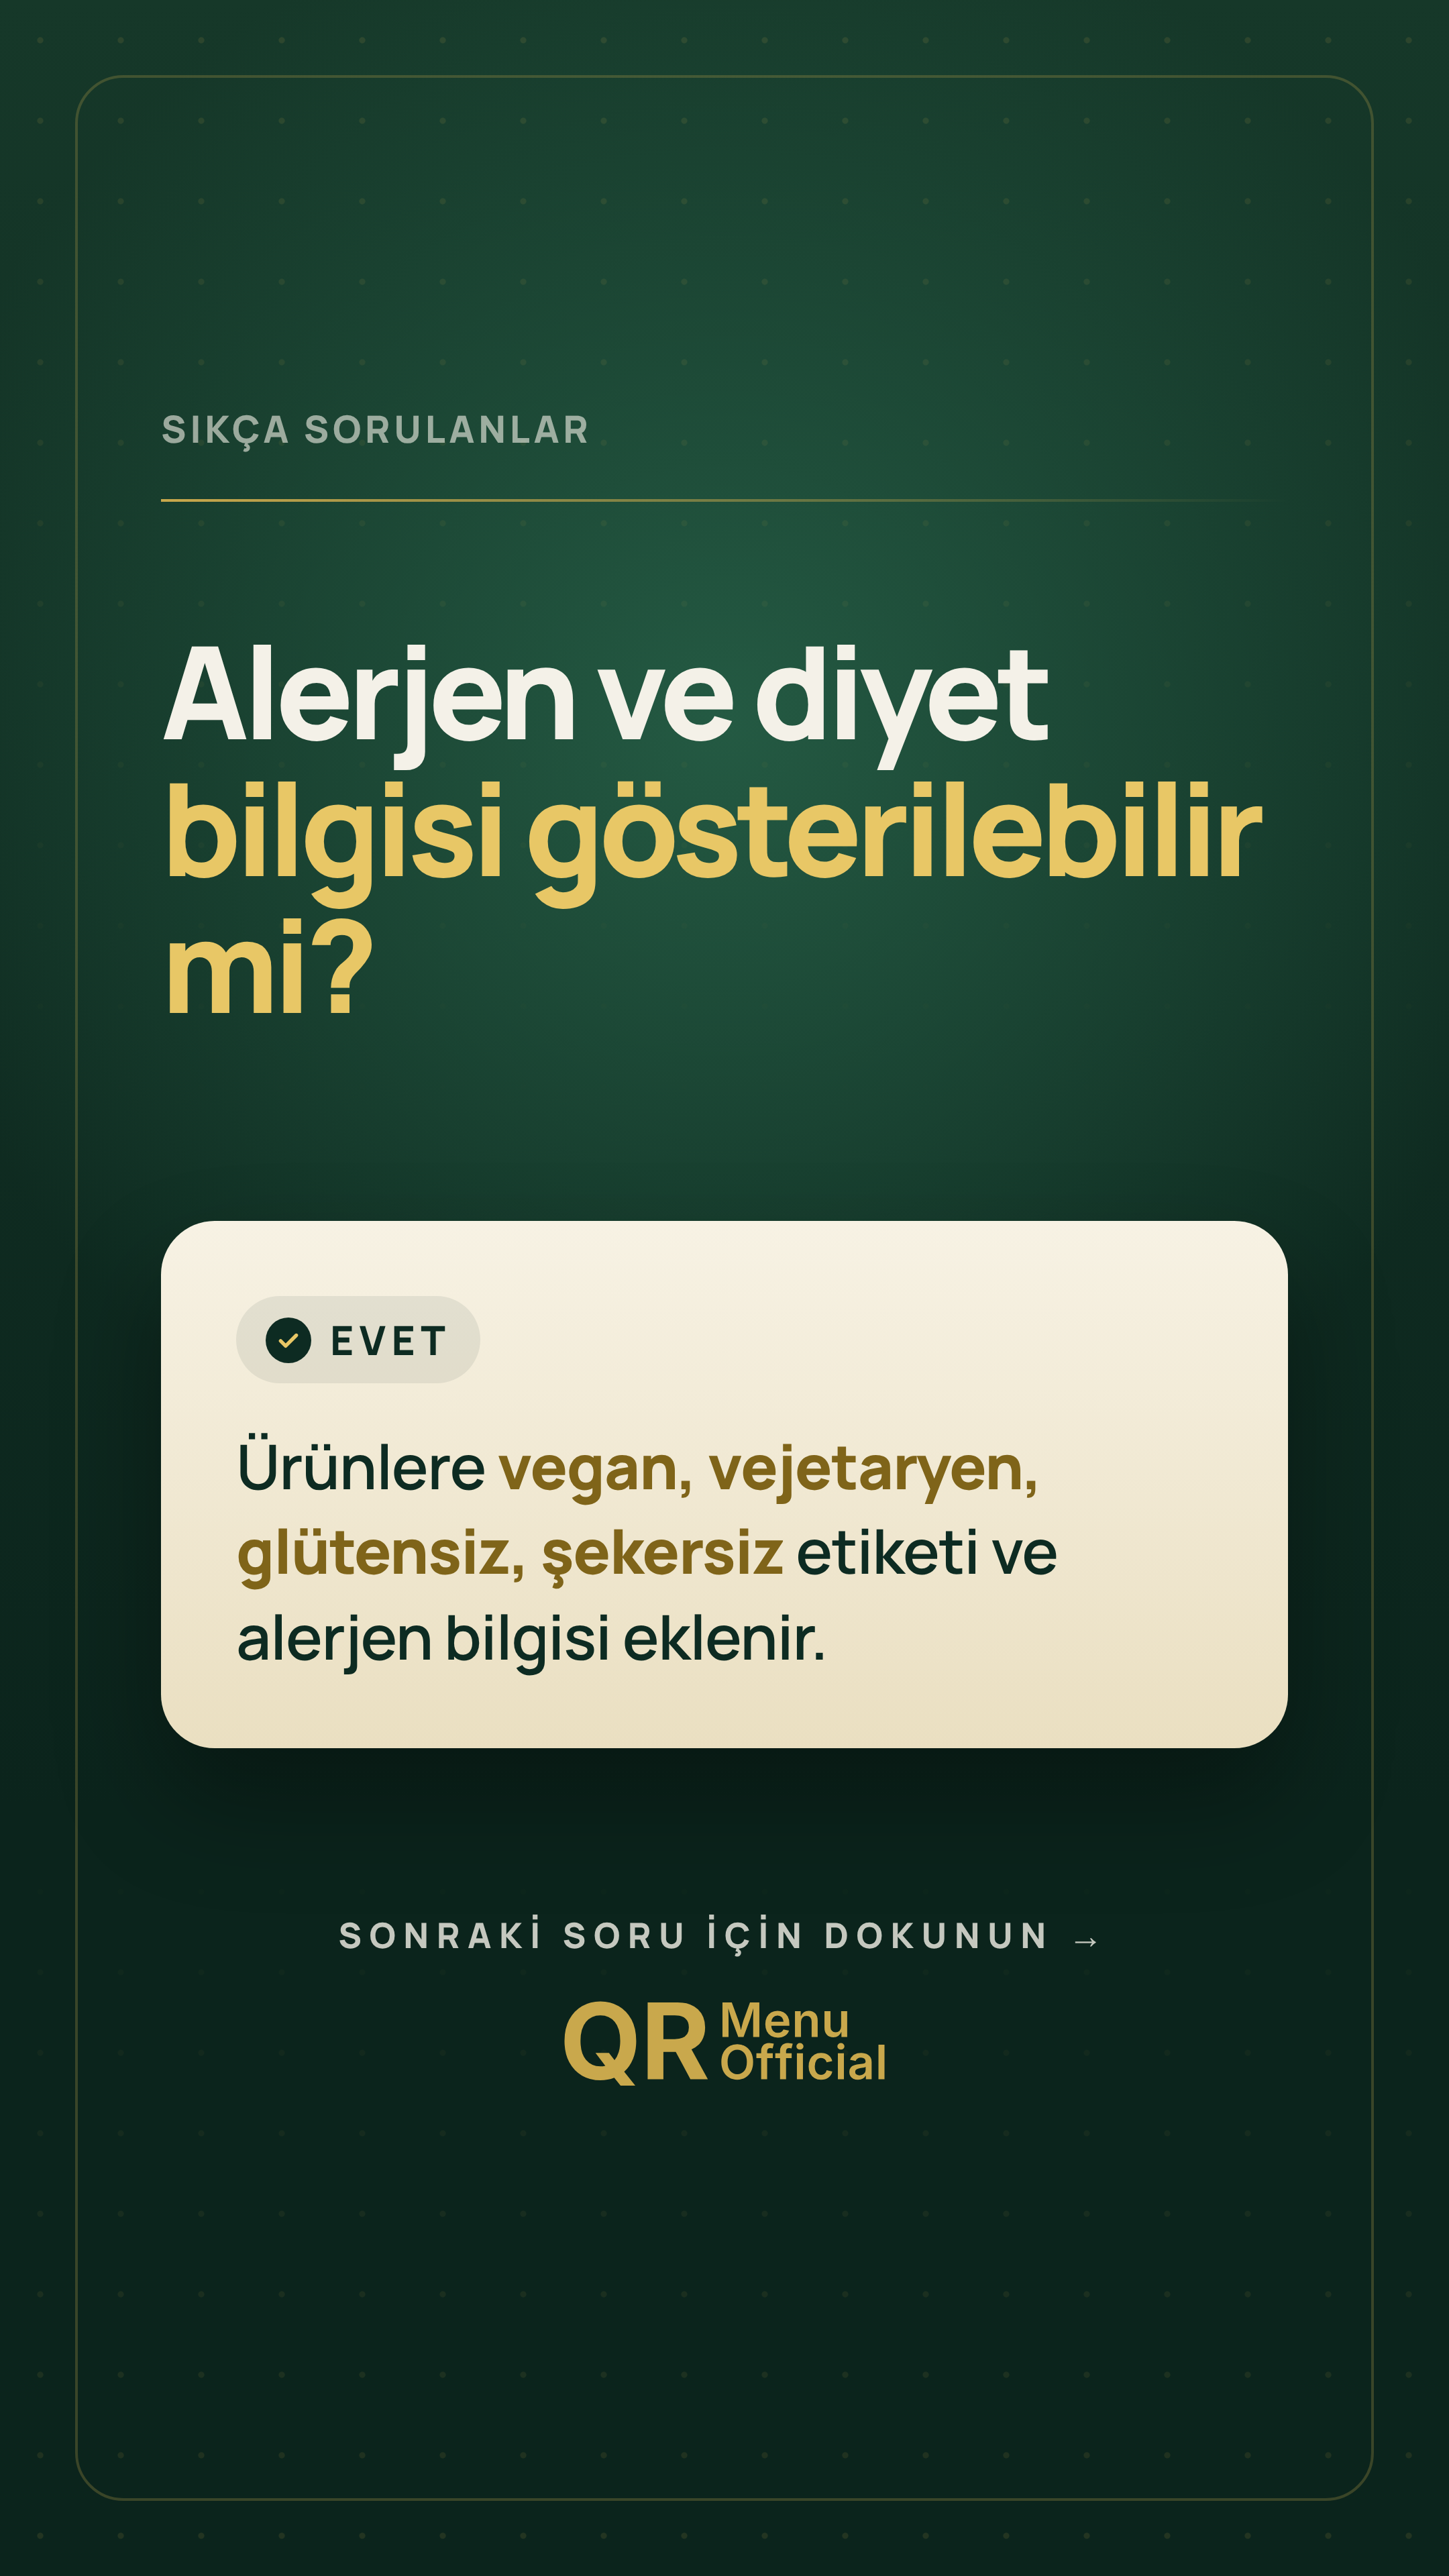 SIKÇA SORULANLAR
Alerjen ve diyet
bilgisi gösterilebilir
mi?
EVET
Ürünlere vegan, vejetaryen,
glütensiz, şekersiz etiketi ve
alerjen bilgisi eklenir.
SONRAKİ SORU İÇİN DOKUNUN →
QR Menu
Official